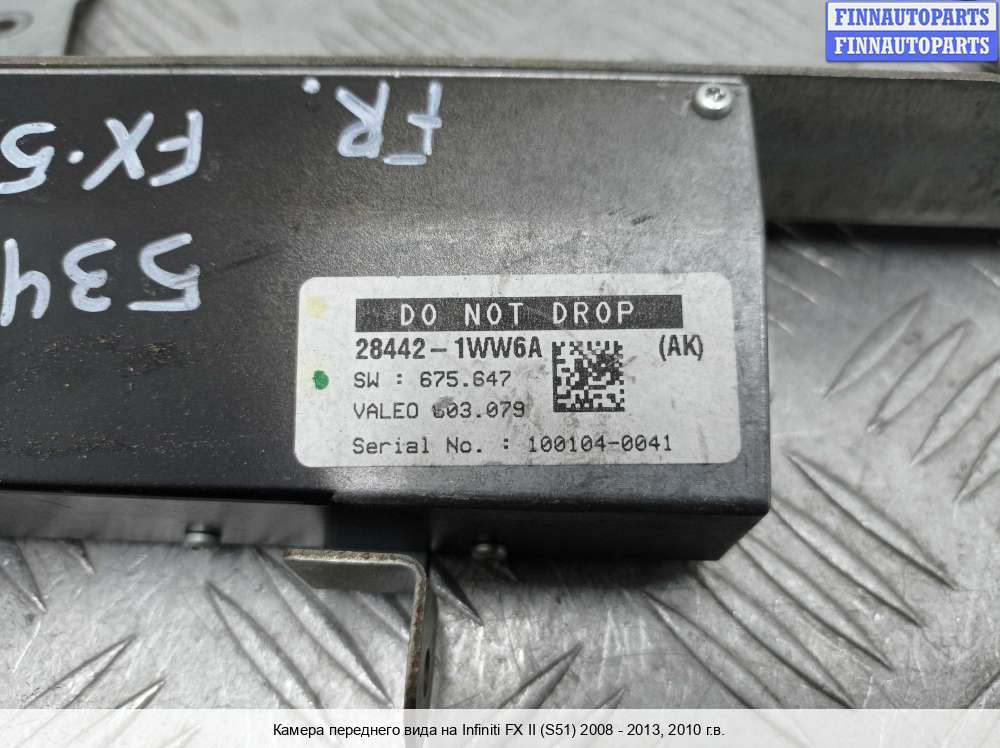 FINNAUTOPARTS
FINNAUTOPARTS
FR.
FX.5
534
DO NOT DROP
28442-1WW6A (AK)
SW : 675.647
VALEO 603.079
Serial No. : 100104-0041
Камера переднего вида на Infiniti FX II (S51) 2008 - 2013, 2010 г.в.